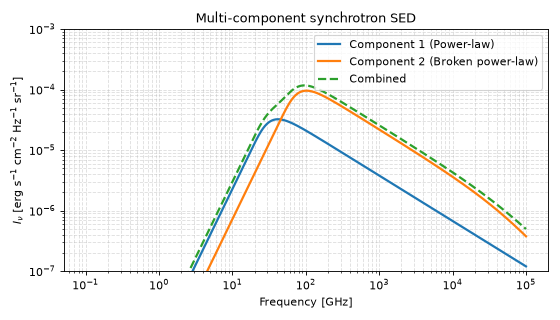 Multi-component synchrotron SED
Component 1 (Power-law)
Component 2 (Broken power-law)
Combined
10⁻³
10⁻⁴
10⁻⁵
10⁻⁶
10⁻⁷
Iᵥ [erg s⁻¹ cm⁻² Hz⁻¹ sr⁻¹]
10⁻¹ 10⁰ 10¹ 10² 10³ 10⁴ 10⁵
Frequency [GHz]